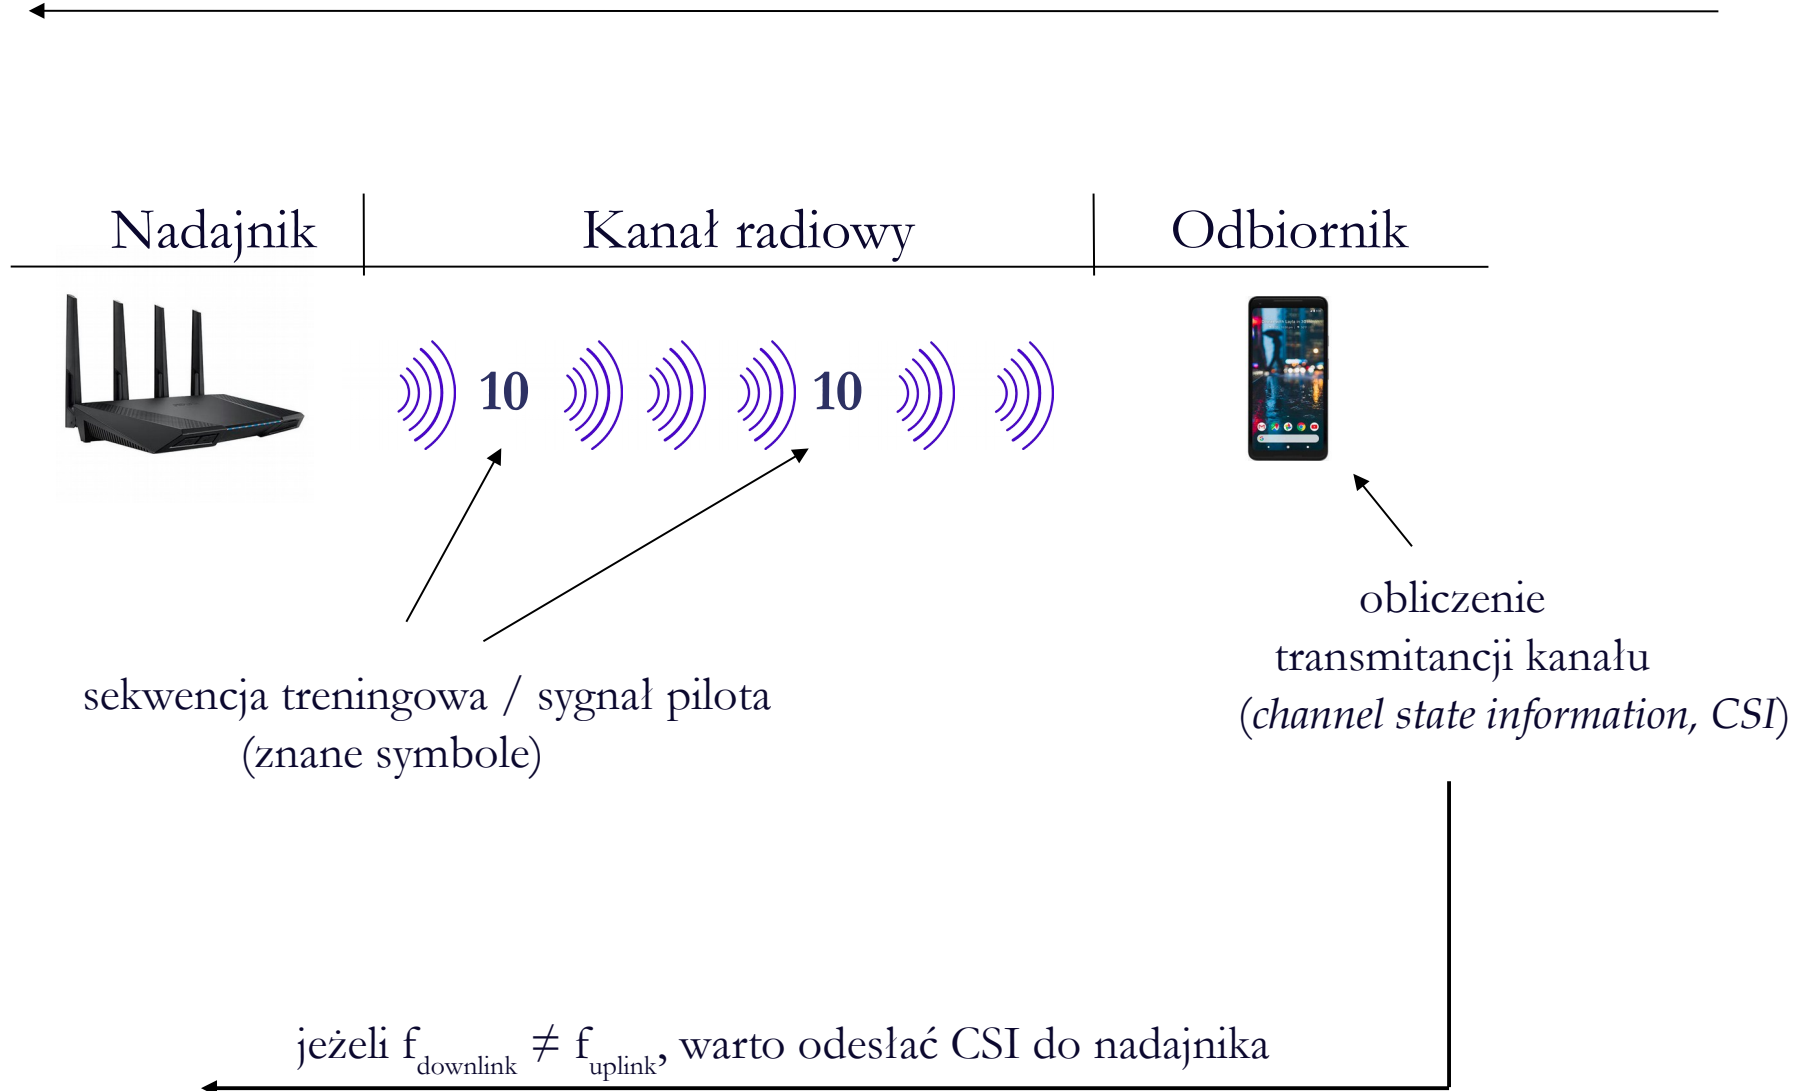 Nadajnik
Kanał radiowy
Odbiornik
10
10
obliczenie
transmitancji kanału
(channel state information, CSI)
sekwencja treningowa / sygnał pilota
(znane symbole)
jeżeli f_downlink ≠ f_uplink, warto odesłać CSI do nadajnika